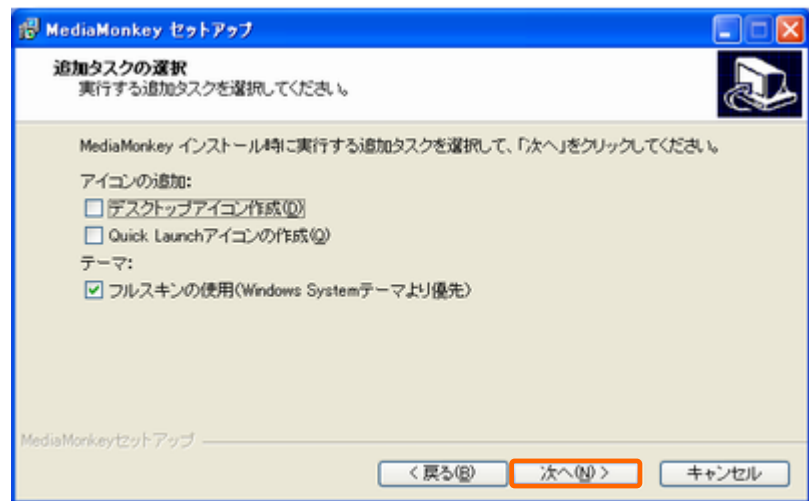 MediaMonkey セットアップ
追加タスクの選択
実行する追加タスクを選択してください。
MediaMonkey インストール時に実行する追加タスクを選択して、「次へ」をクリックしてください。
アイコンの追加:
デスクトップアイコン作成(D)
Quick Launchアイコンの作成(Q)
テーマ:
フルスキンの使用(Windows Systemテーマより優先)
MediaMonkeyセットアップ
< 戻る(B) 次へ(N) > キャンセル